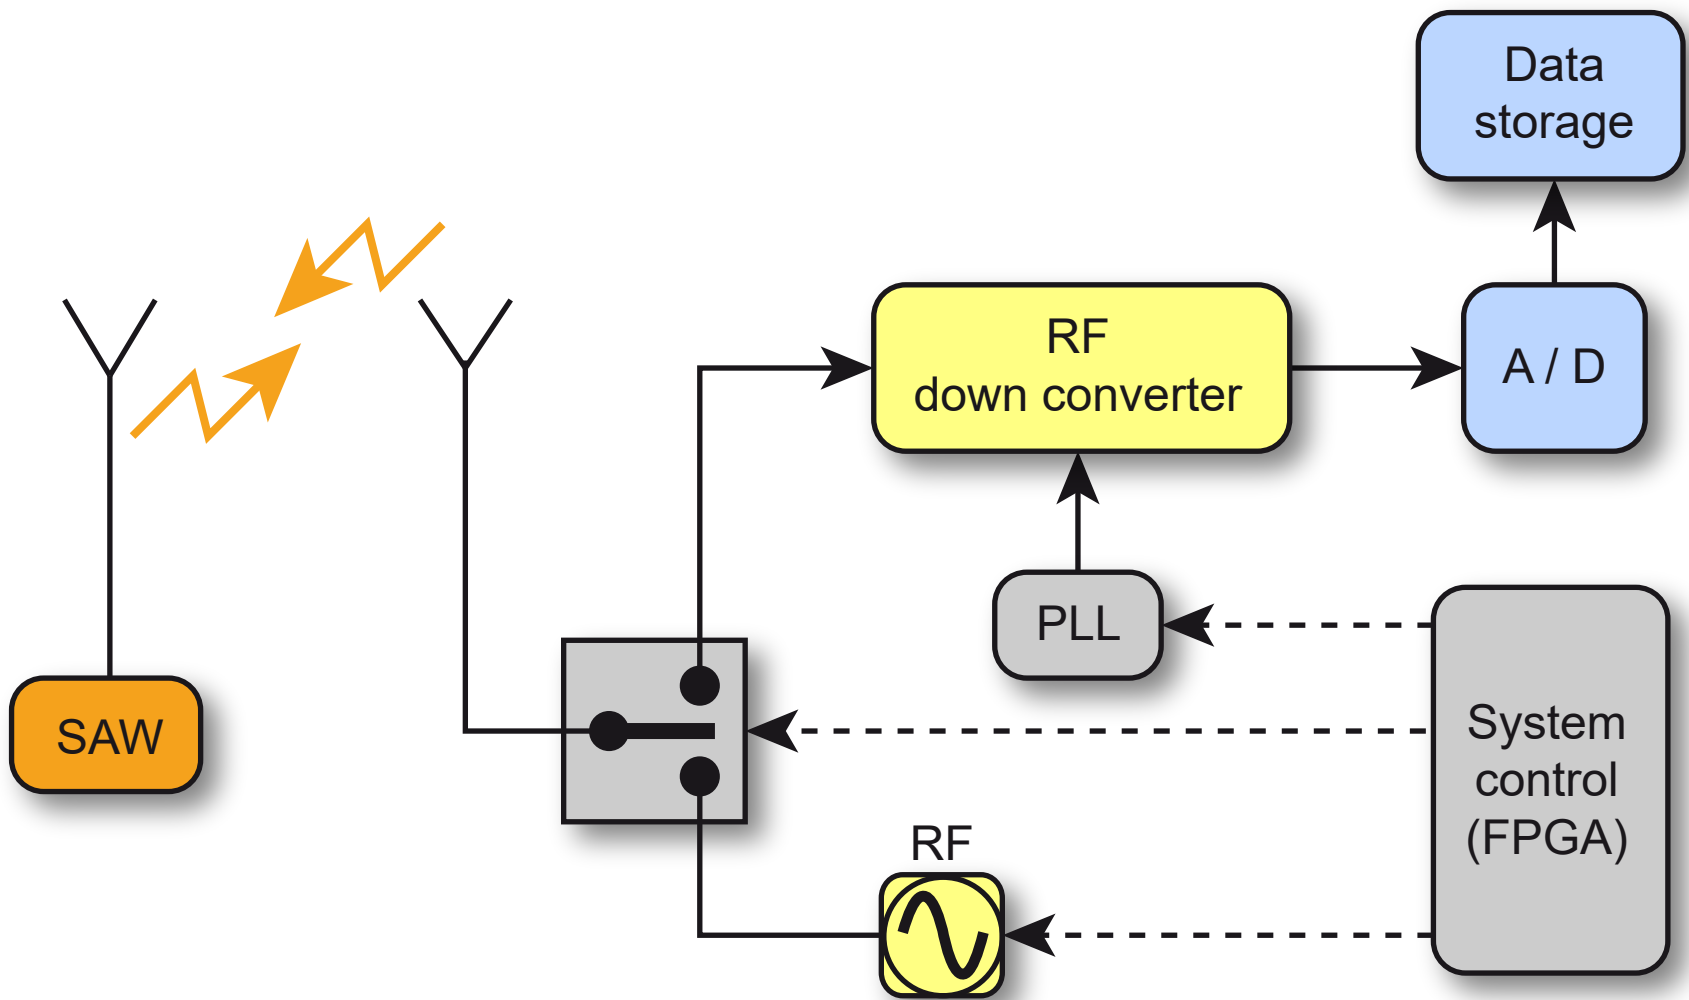 Data
storage
RF
down converter
A / D
PLL
SAW
System
control
(FPGA)
RF